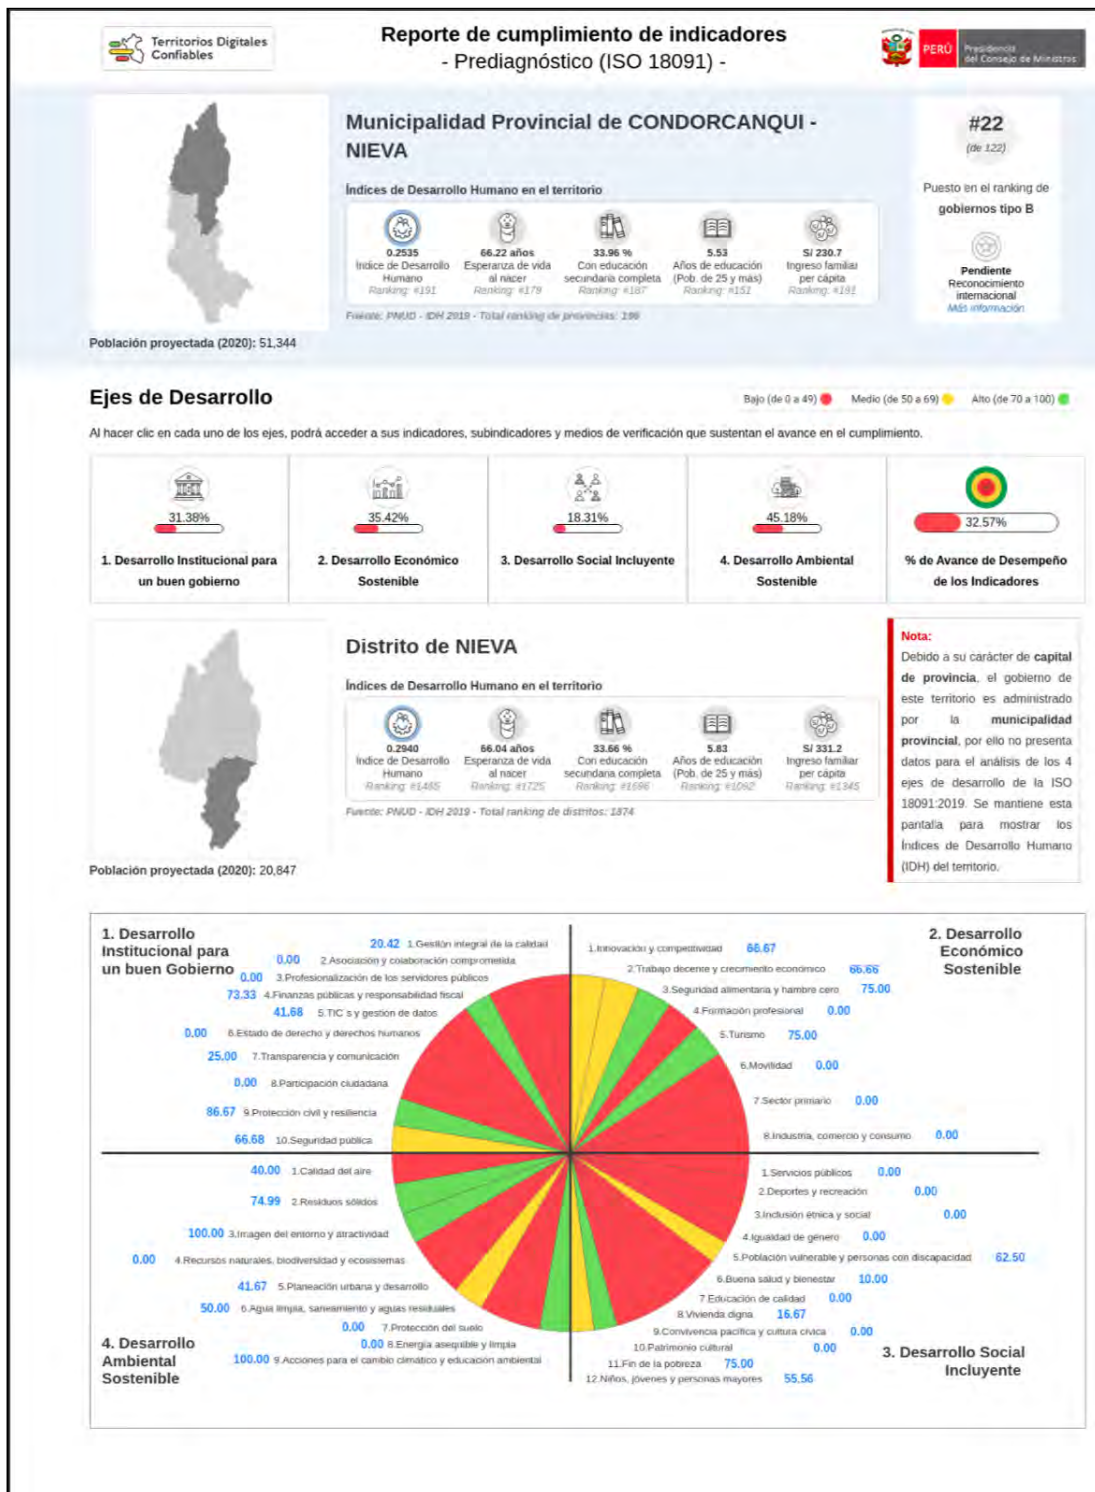 Territorios Digitales
Confiables
Reporte de cumplimiento de indicadores
- Prediagnóstico (ISO 18091) -
PERÚ
Presidencia
del Consejo de Ministros
Municipalidad Provincial de CONDORCANQUI -
NIEVA
#22
(de 122)
Puesto en el ranking de
gobiernos tipo B
Pendiente
Reconocimiento
internacional
Más información
Índices de Desarrollo Humano en el territorio
0.2535
Índice de Desarrollo
Humano
Ranking: #191
66.22 años
Esperanza de vida
al nacer
Ranking: #179
33.96 %
Con educación
secundaria completa
Ranking: #187
5.53
Años de educación
(Pob. de 25 y más)
Ranking: #151
S/ 230.7
Ingreso familiar
per cápita
Ranking: #191
Fuente: PNUD - IDH 2019 - Total ranking de provincias: 196
Población proyectada (2020): 51,344
Ejes de Desarrollo
Bajo (de 0 a 49)
Medio (de 50 a 69)
Alto (de 70 a 100)
Al hacer clic en cada uno de los ejes, podrá acceder a sus indicadores, subindicadores y medios de verificación que sustentan el avance en el cumplimiento.
31.38%
1. Desarrollo Institucional para
un buen gobierno
35.42%
2. Desarrollo Económico
Sostenible
18.31%
3. Desarrollo Social Incluyente
45.18%
4. Desarrollo Ambiental
Sostenible
32.57%
% de Avance de Desempeño
de los Indicadores
Distrito de NIEVA
Índices de Desarrollo Humano en el territorio
0.2940
Índice de Desarrollo
Humano
Ranking: #1485
66.04 años
Esperanza de vida
al nacer
Ranking: #1725
33.66 %
Con educación
secundaria completa
Ranking: #1696
5.83
Años de educación
(Pob. de 25 y más)
Ranking: #1062
S/ 331.2
Ingreso familiar
per cápita
Ranking: #1345
Fuente: PNUD - IDH 2019 - Total ranking de distritos: 1874
Población proyectada (2020): 20,847
Nota:
Debido a su carácter de capital
de provincia, el gobierno de
este territorio es administrado
por la municipalidad
provincial, por ello no presenta
datos para el análisis de los 4
ejes de desarrollo de la ISO
18091:2019. Se mantiene esta
pantalla para mostrar los
Índices de Desarrollo Humano
(IDH) del territorio.
1. Desarrollo
Institucional para
un buen Gobierno
20.42 1.Gestión integral de la calidad
0.00 2.Asociación y colaboración comprometida
0.00 3.Profesionalización de los servidores públicos
73.33 4.Finanzas públicas y responsabilidad fiscal
41.68 5.TIC s y gestión de datos
0.00 6.Estado de derecho y derechos humanos
25.00 7.Transparencia y comunicación
0.00 8.Participación ciudadana
86.67 9.Protección civil y resiliencia
66.68 10.Seguridad pública
2. Desarrollo
Económico
Sostenible
1.Innovación y competitividad 66.67
2.Trabajo decente y crecimiento económico 66.66
3.Seguridad alimentaria y hambre cero 75.00
4.Formación profesional 0.00
5.Turismo 75.00
6.Movilidad 0.00
7.Sector primario 0.00
8.Industria, comercio y consumo 0.00
40.00 1.Calidad del aire
74.99 2.Residuos sólidos
100.00 3.Imagen del entorno y atractividad
0.00 4.Recursos naturales, biodiversidad y ecosistemas
41.67 5.Planeación urbana y desarrollo
50.00 6.Agua limpia, saneamiento y aguas residuales
0.00 7.Protección del suelo
0.00 8.Energía asequible y limpia
100.00 9.Acciones para el cambio climático y educación ambiental
4. Desarrollo
Ambiental
Sostenible
1.Servicios públicos 0.00
2.Deportes y recreación 0.00
3.Inclusión étnica y social 0.00
4.Igualdad de género 0.00
5.Población vulnerable y personas con discapacidad 62.50
6.Buena salud y bienestar 10.00
7.Educación de calidad 0.00
8.Vivienda digna 16.67
9.Convivencia pacífica y cultura cívica 0.00
10.Patrimonio cultural 0.00
11.Fin de la pobreza 75.00
12.Niños, jóvenes y personas mayores 55.56
3. Desarrollo Social
Incluyente